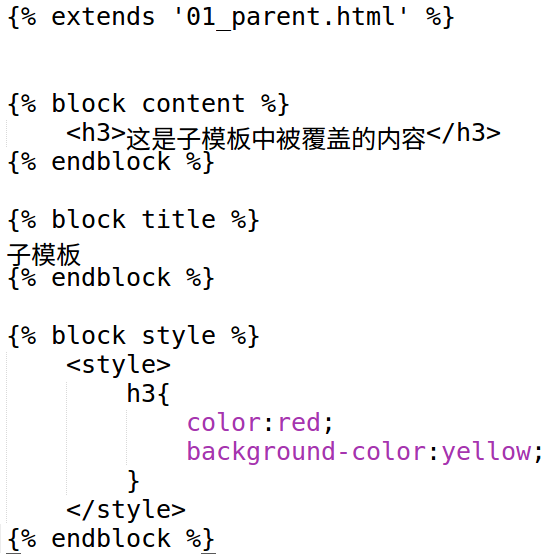 {% extends '01_parent.html' %}
{% block content %}
<h3>这是子模板中被覆盖的内容</h3>
{% endblock %}
{% block title %}
子模板
{% endblock %}
{% block style %}
<style>
h3{
color:red;
background-color:yellow;
}
</style>
{% endblock %}